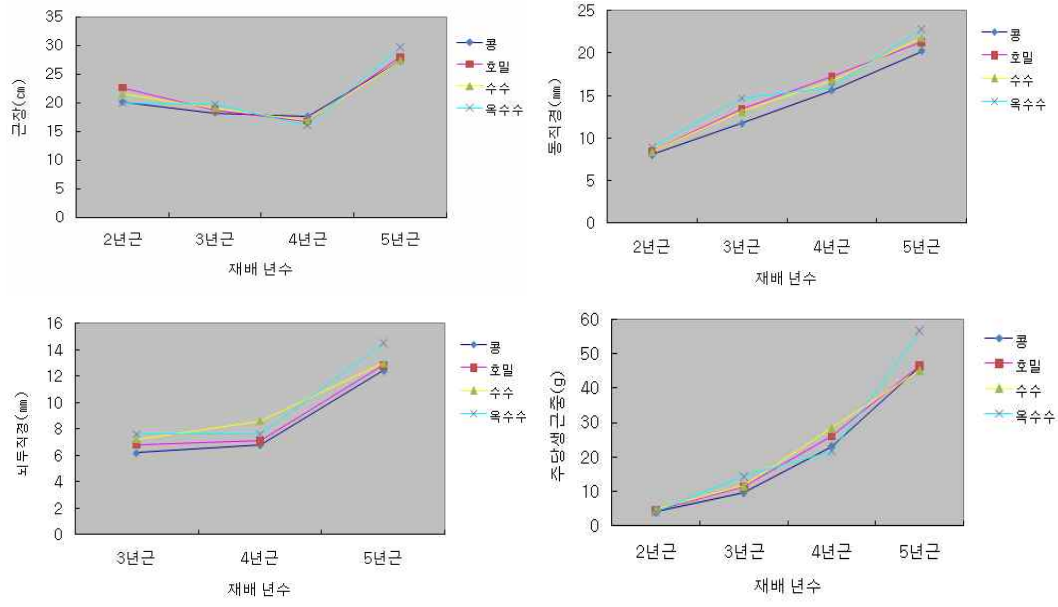 근장(㎝)
35
30
25
20
15
10
5
0
2년근 3년근 4년근 5년근
재배 년수
콩
호밀
수수
옥수수
동직경(㎜)
25
20
15
10
5
0
2년근 3년근 4년근 5년근
재배 년수
콩
호밀
수수
옥수수
뇌두직경(㎜)
16
14
12
10
8
6
4
2
0
3년근 4년근 5년근
재배 년수
콩
호밀
수수
옥수수
주당생근중(g)
60
50
40
30
20
10
0
2년근 3년근 4년근 5년근
재배 년수
콩
호밀
수수
옥수수